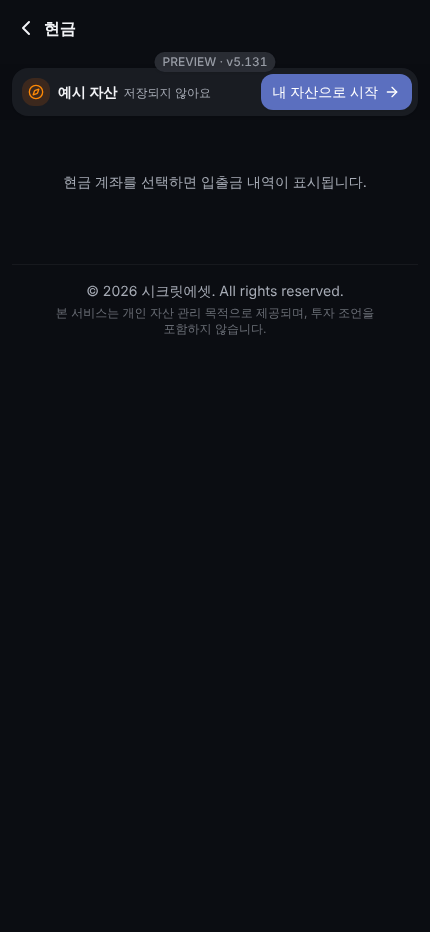 현금
PREVIEW · v5.131
예시 자산 저장되지 않아요
내 자산으로 시작
현금 계좌를 선택하면 입출금 내역이 표시됩니다.
© 2026 시크릿에셋. All rights reserved.
본 서비스는 개인 자산 관리 목적으로 제공되며, 투자 조언을
포함하지 않습니다.